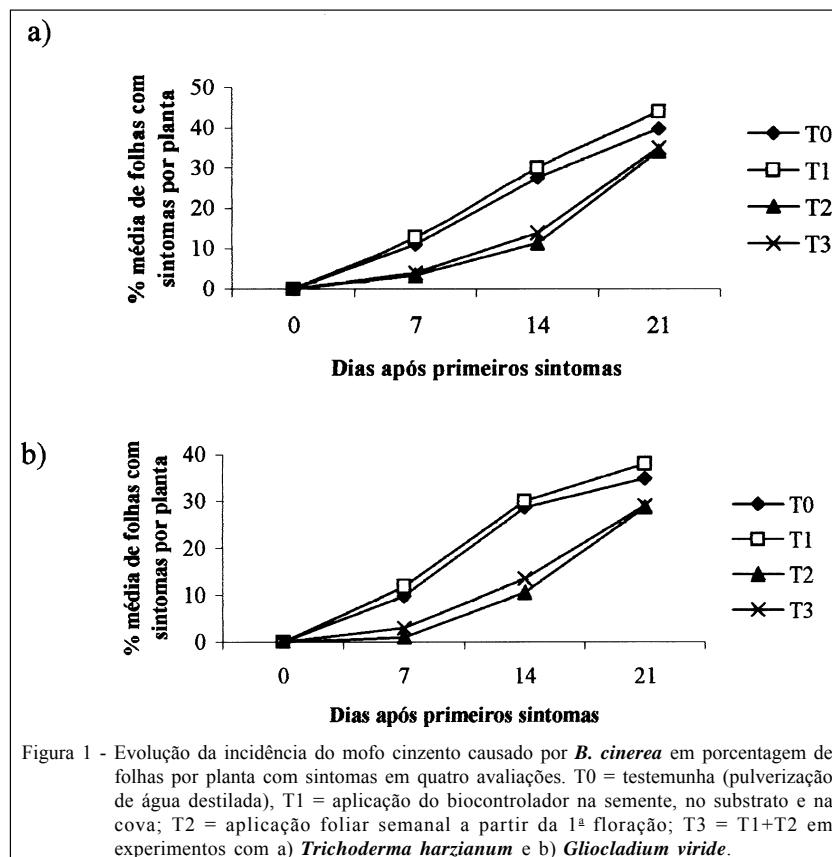 a)
% média de folhas com
sintomas por planta
50
40
30
20
10
0
0 7 14 21
Dias após primeiros sintomas
T0
T1
T2
T3
b)
% média de folhas com
sintomas por planta
40
30
20
10
0
0 7 14 21
Dias após primeiros sintomas
T0
T1
T2
T3
Figura 1 - Evolução da incidência do mofo cinzento causado por B. cinerea em porcentagem de
folhas por planta com sintomas em quatro avaliações. T0 = testemunha (pulverização
de água destilada), T1 = aplicação do biocontrolador na semente, no substrato e na
cova; T2 = aplicação foliar semanal a partir da 1ª floração; T3 = T1+T2 em
experimentos com a) Trichoderma harzianum e b) Gliocladium viride.